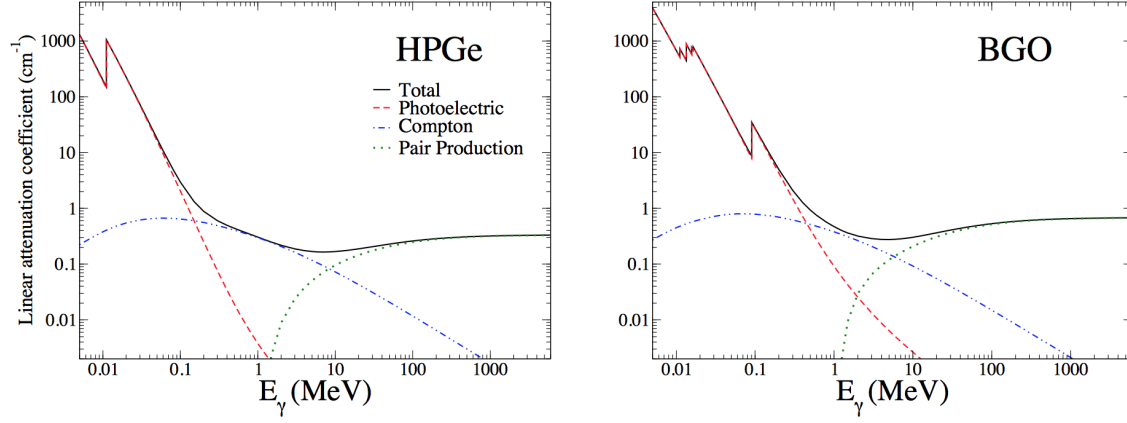 HPGe
Total
Photoelectric
Compton
Pair Production
Linear attenuation coefficient (cm⁻¹)
1000
100
10
1
0.1
0.01
0.01 0.1 1 10 100 1000
E_γ (MeV)
BGO
1000
100
10
1
0.1
0.01
0.01 0.1 1 10 100 1000
E_γ (MeV)